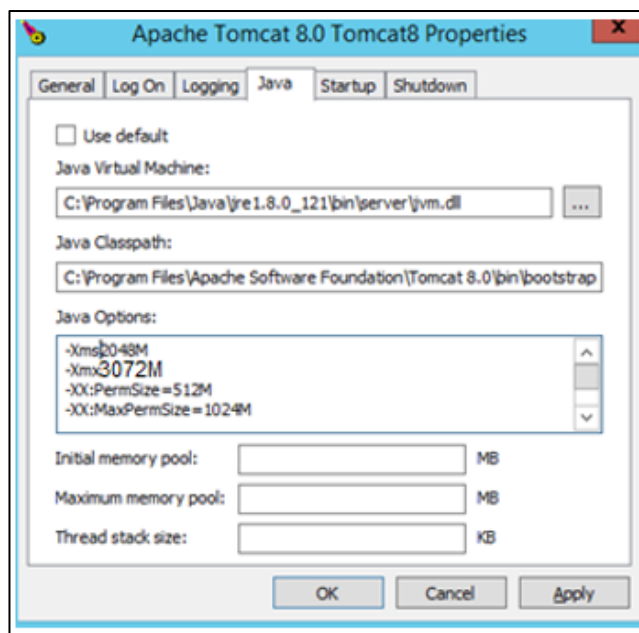 Apache Tomcat 8.0 Tomcat8 Properties
x
General Log On Logging Java Startup Shutdown
Use default
Java Virtual Machine:
C:\Program Files\Java\jre1.8.0_121\bin\server\jvm.dll ...
Java Classpath:
C:\Program Files\Apache Software Foundation\Tomcat 8.0\bin\bootstrap
Java Options:
-Xms2048M
-Xmx3072M
-XX:PermSize=512M
-XX:MaxPermSize=1024M
Initial memory pool: MB
Maximum memory pool: MB
Thread stack size: KB
OK Cancel Apply